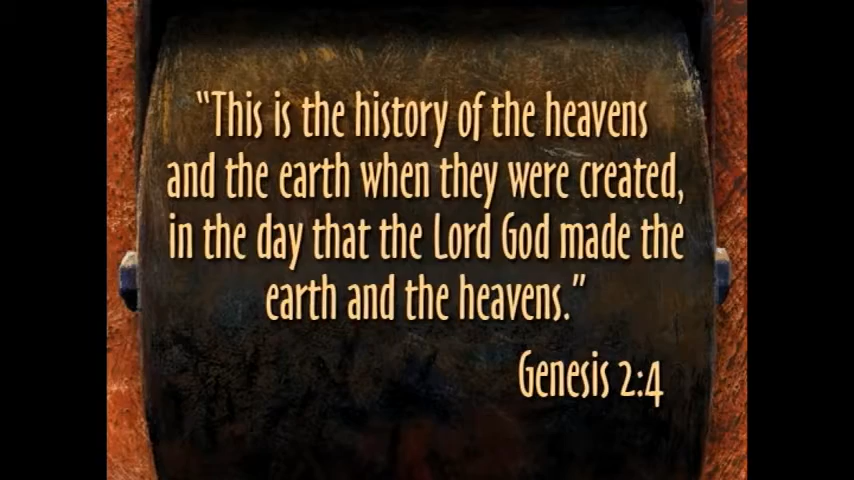 “This is the history of the heavens
and the earth when they were created,
in the day that the Lord God made the
earth and the heavens.”
Genesis 2:4